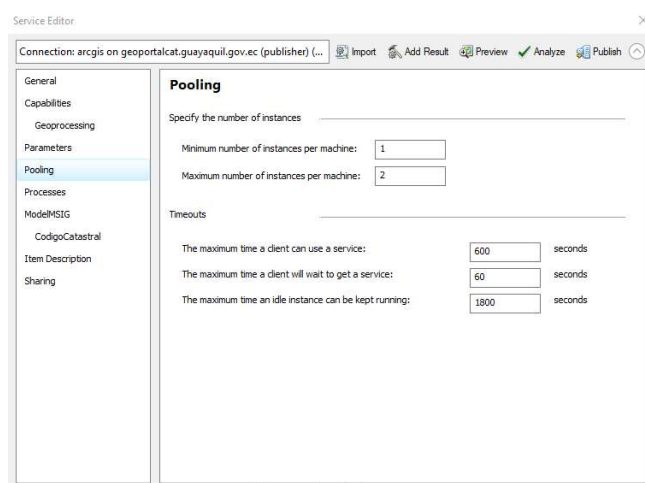 Service Editor
Connection: arcgis on geoportalcat.guayaquil.gov.ec (publisher) (... Import Add Result Preview Analyze Publish
General
Capabilities
Geoprocessing
Parameters
Pooling
Processes
ModelMSIG
CodigoCatastral
Item Description
Sharing
Pooling
Specify the number of instances
Minimum number of instances per machine: 1
Maximum number of instances per machine: 2
Timeouts
The maximum time a client can use a service: 600 seconds
The maximum time a client will wait to get a service: 60 seconds
The maximum time an idle instance can be kept running: 1800 seconds